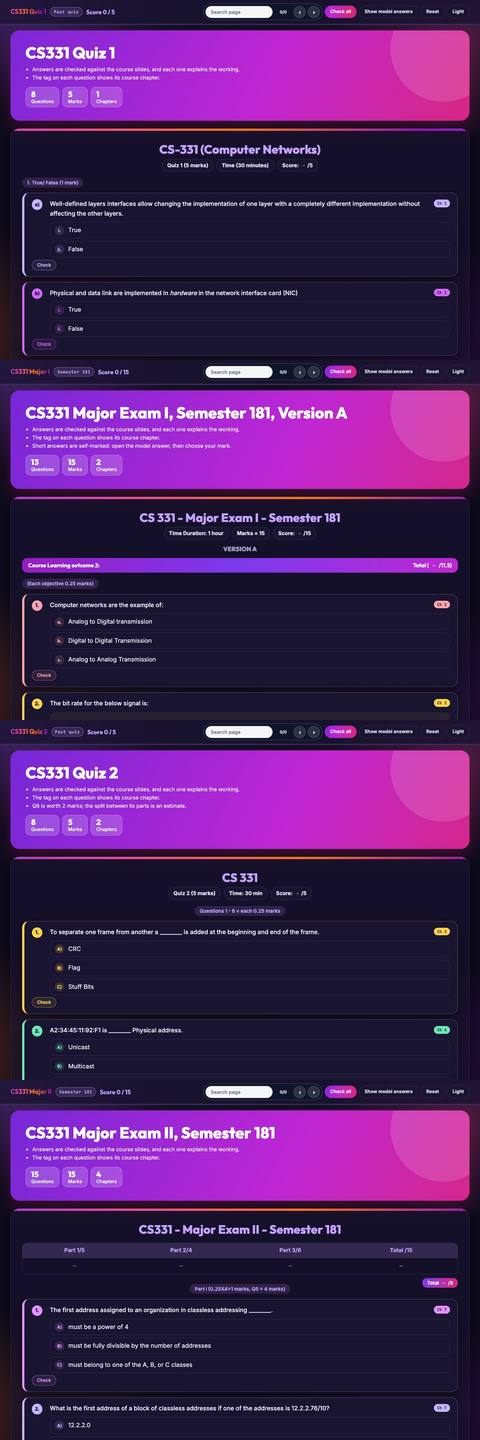 CS331 Quiz 1 Past quiz Score 0 / 5 Search page 0/0 ‹ › Check all Show model answers Reset Light
CS331 Quiz 1
• Answers are checked against the course slides, and each one explains the working.
• The tag on each question shows its course chapter.
8 Questions
5 Marks
1 Chapters
CS-331 (Computer Networks)
Quiz 1 (5 marks) Time (30 minutes) Score: – /5
1. True/ False (1 mark)
a) Well-defined layers interfaces allow changing the implementation of one layer with a completely different implementation without Ch 1
affecting the other layers.
i. True
ii. False
Check
b) Physical and data link are implemented in hardware in the network interface card (NIC) Ch 1
i. True
ii. False
Check
CS331 Major I Semester 181 Score 0 / 15 Search page 0/0 ‹ › Check all Show model answers Reset Light
CS331 Major Exam I, Semester 181, Version A
• Answers are checked against the course slides, and each one explains the working.
• The tag on each question shows its course chapter.
• Short answers are self-marked: open the model answer, then choose your mark.
13 Questions
15 Marks
2 Chapters
CS 331 - Major Exam I - Semester 181
Time Duration: 1 hour Marks = 15 Score: – /15
VERSION A
Course Learning outcome 2: Total ( – /11.5)
(Each objective 0.25 marks)
1. Computer networks are the example of: Ch 2
a. Analog to Digital transmission
b. Digital to Digital Transmission
c. Analog to Analog Transmission
Check
2. The bit rate for the below signal is: Ch 2
CS331 Quiz 2 Past quiz Score 0 / 5 Search page 0/0 ‹ › Check all Show model answers Reset Light
CS331 Quiz 2
• Answers are checked against the course slides, and each one explains the working.
• The tag on each question shows its course chapter.
• Q8 is worth 2 marks; the split between its parts is an estimate.
8 Questions
5 Marks
2 Chapters
CS 331
Quiz 2 (5 marks) Time: 30 min Score: – /5
Questions 1 - 6 = each 0.25 marks
1. To separate one frame from another a ________ is added at the beginning and end of the frame. Ch 3
A) CRC
B) Flag
C) Stuff Bits
Check
2. A2:34:45:11:92:F1 is ________ Physical address. Ch 4
A) Unicast
B) Multicast
CS331 Major II Semester 181 Score 0 / 15 Search page 0/0 ‹ › Check all Show model answers Reset Light
CS331 Major Exam II, Semester 181
• Answers are checked against the course slides, and each one explains the working.
• The tag on each question shows its course chapter.
15 Questions
15 Marks
4 Chapters
CS331 - Major Exam II - Semester 181
Part 1/5 Part 2/4 Part 3/6 Total /15
– – – –
Total – /5
Part I (0.25X4=1 marks, Q5 = 4 marks)
1. The first address assigned to an organization in classless addressing ________. Ch 7
A) must be a power of 4
B) must be fully divisible by the number of addresses
C) must belong to one of the A, B, or C classes
Check
2. What is the first address of a block of classless addresses if one of the addresses is 12.2.2.76/10? Ch 7
A) 12.2.2.0